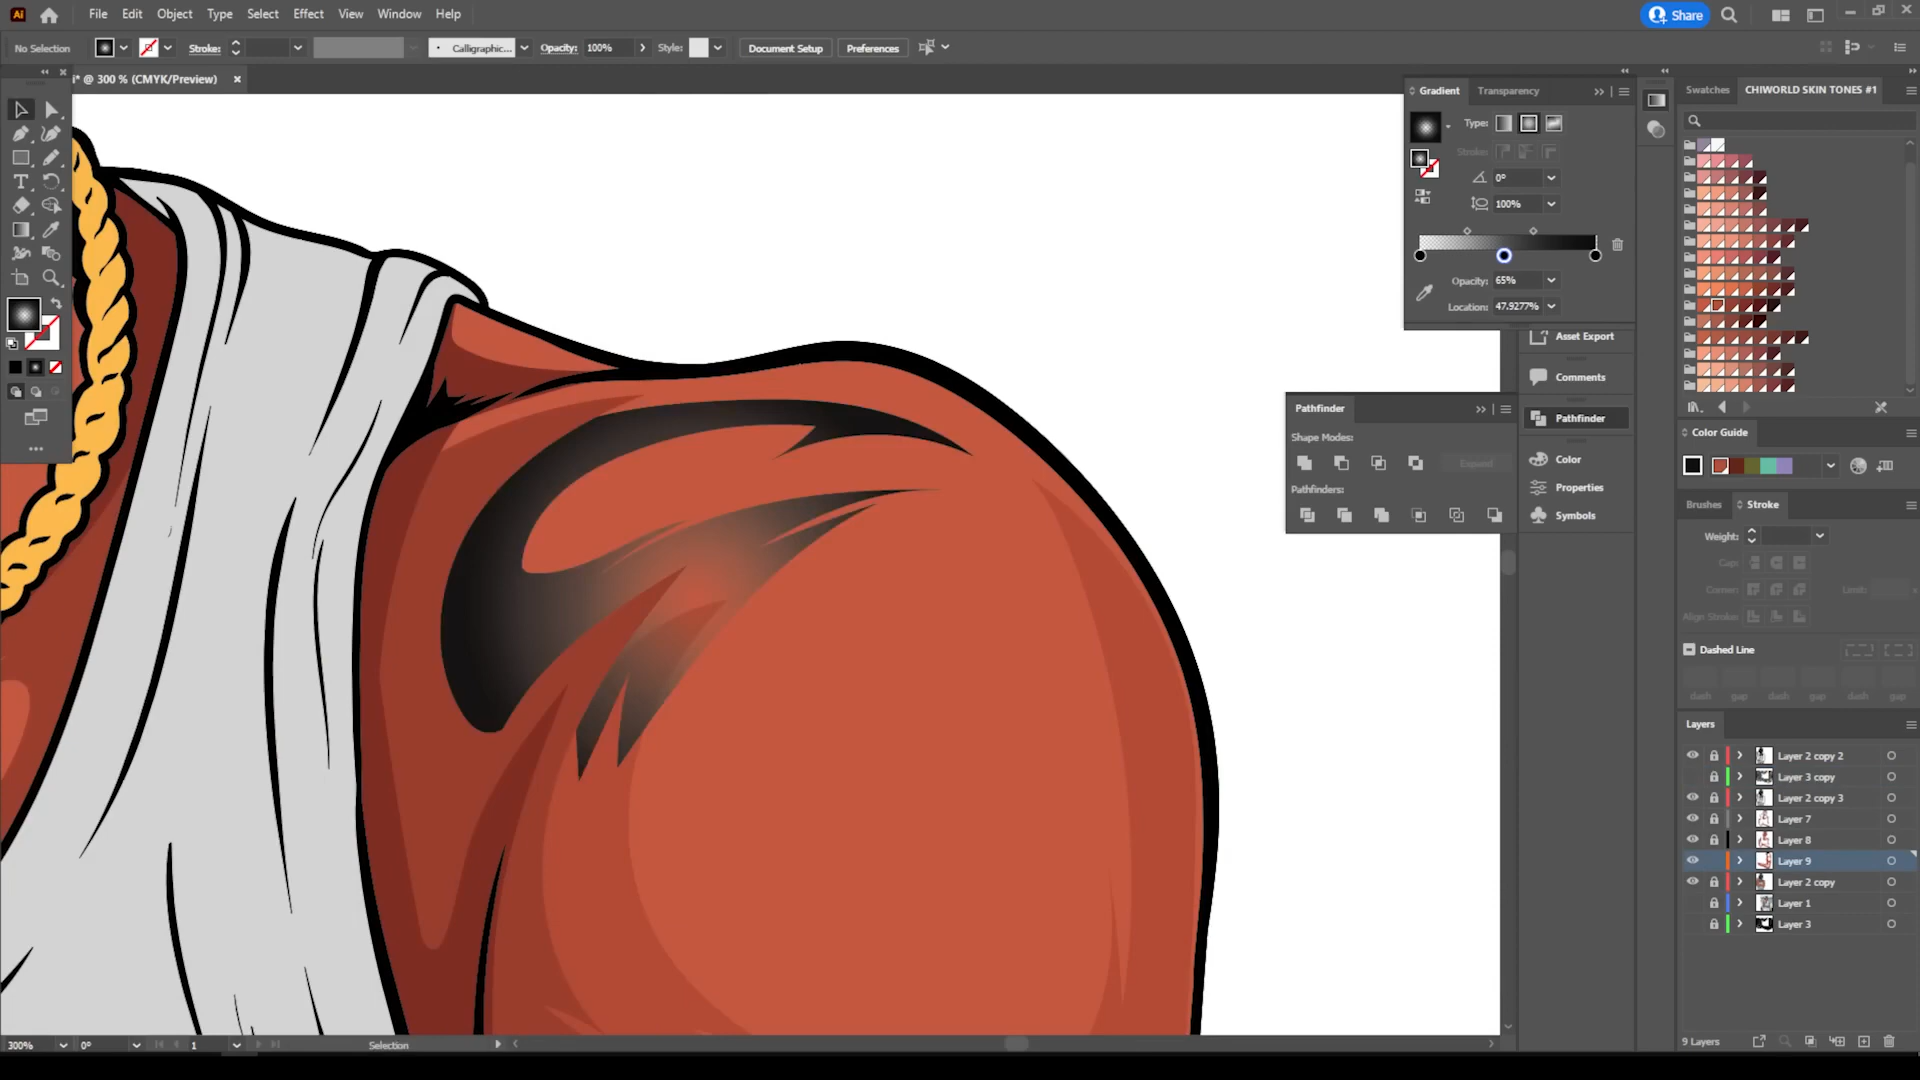 Ai File Edit Object Type Select Effect View Window Help Share
No Selection Stroke: Calligraphic... Opacity: 100% Style: Document Setup Preferences
i* @ 300 % (CMYK/Preview) ×
Gradient Transparency
Type:
Stroke:
0°
100%
Opacity: 65%
Location: 47.9277%
Asset Export
Comments
Pathfinder
Color
Properties
Symbols
Pathfinder
Shape Modes:
Expand
Pathfinders:
Swatches CHIWORLD SKIN TONES #1
Color Guide
Brushes Stroke
Weight:
Cap:
Corner: Limit:
Align Stroke:
Dashed Line
dash gap dash gap dash gap
Layers
Layer 2 copy 2
Layer 3 copy
Layer 2 copy 3
Layer 7
Layer 8
Layer 9
Layer 2 copy
Layer 1
Layer 3
9 Layers
300% 0° 1 Selection